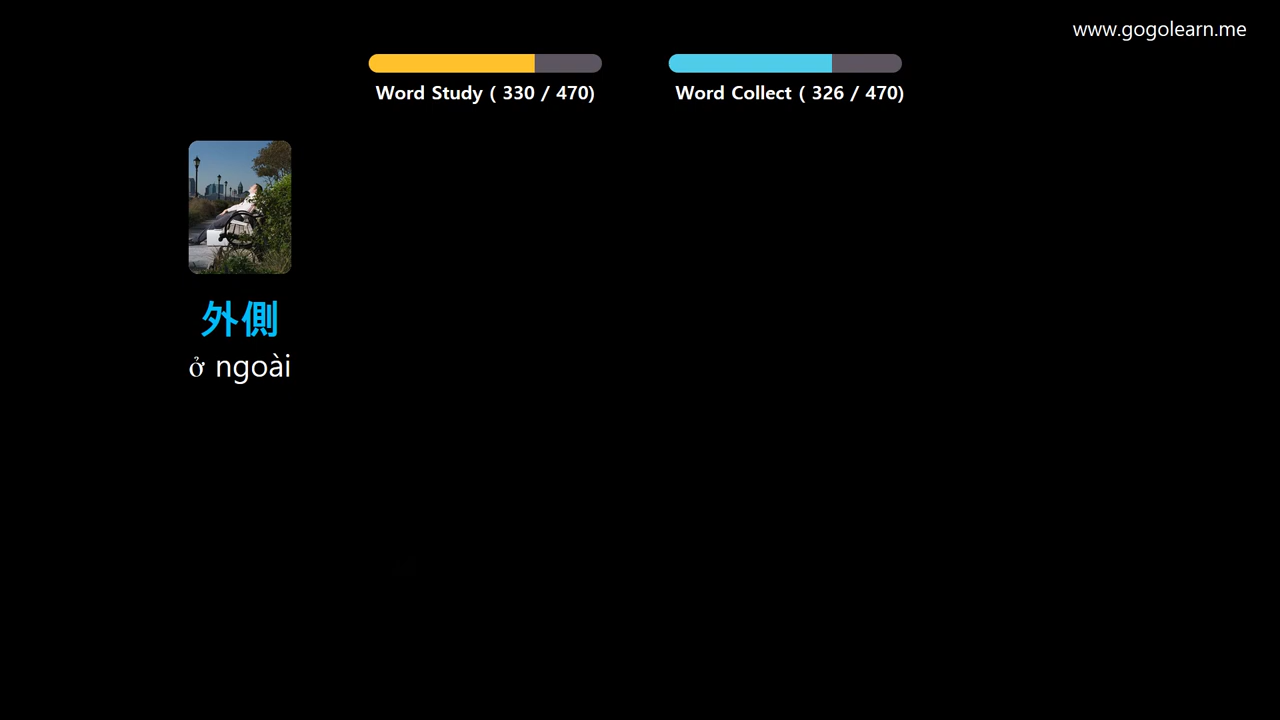 www.gogolearn.me
Word Study ( 330 / 470)
Word Collect ( 326 / 470)
外側
ở ngoài